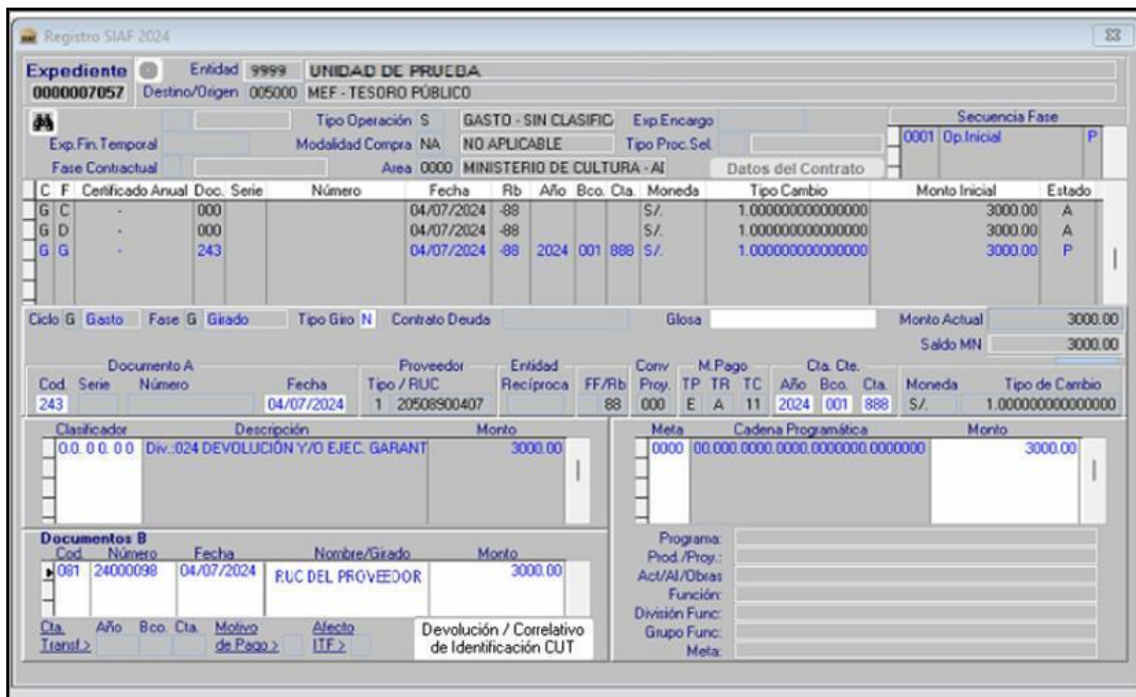 Registro SIAF 2024
Expediente Entidad 9999 UNIDAD DE PRUEBA
0000007057 Destino/Origen 005000 MEF - TESORO PÚBLICO
Tipo Operación S GASTO - SIN CLASIFIC Exp.Encargo Secuencia Fase
Exp.Fin.Temporal Modalidad Compra NA NO APLICABLE Tipo Proc.Sel. 0001 Op.Inicial P
Fase Contractual Area 0000 MINISTERIO DE CULTURA - AI Datos del Contrato
C F Certificado Anual Doc. Serie Número Fecha Rb Año Bco. Cta. Moneda Tipo Cambio Monto Inicial Estado
G C - 000 04/07/2024 -88 S/. 1.000000000000000 3000.00 A
G D - 000 04/07/2024 -88 S/. 1.000000000000000 3000.00 A
G G - 243 04/07/2024 -88 2024 001 888 S/. 1.000000000000000 3000.00 P
Ciclo G Gasto Fase G Girado Tipo Giro N Contrato Deuda Glosa Monto Actual 3000.00
Saldo MN 3000.00
Documento A Proveedor Entidad Conv M.Pago Cta. Cte.
Cod. Serie Número Fecha Tipo / RUC Recíproca FF/Rb Proy. TP TR TC Año Bco. Cta. Moneda Tipo de Cambio
243 04/07/2024 1 20508900407 88 000 E A 11 2024 001 888 S/. 1.000000000000000
Clasificador Descripción Monto Meta Cadena Programática Monto
0.0. 0 0. 0 0 Div.:024 DEVOLUCIÓN Y/O EJEC. GARANT 3000.00 0000 00.000.0000.0000.0000000.0000000 3000.00
Documentos B
Cod. Número Fecha Nombre/Girado Monto
081 24000098 04/07/2024 RUC DEL PROVEEDOR 3000.00
Cta. Transf.> Año Bco. Cta. Motivo de Pago > Afecto ITF >
Devolución / Correlativo
de Identificación CUT
Programa:
Prod./Proy.:
Act/AI/Obras
Función:
División Func:
Grupo Func:
Meta: